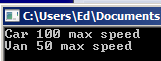 C:\Users\Ed\Documents
Car 100 max speed
Van 50 max speed